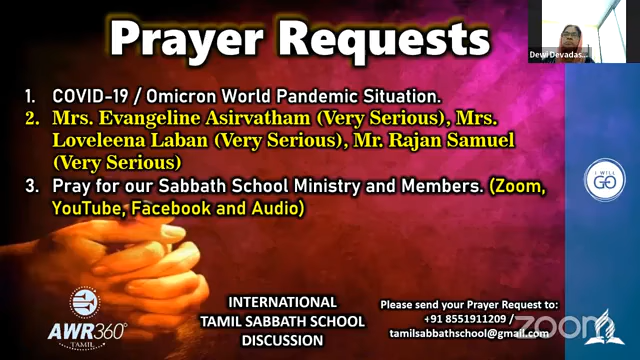 Prayer Requests
Dewi Devadas...
1. COVID-19 / Omicron World Pandemic Situation.
2. Mrs. Evangeline Asirvatham (Very Serious), Mrs.
Loveleena Laban (Very Serious), Mr. Rajan Samuel
(Very Serious)
3. Pray for our Sabbath School Ministry and Members. (Zoom,
YouTube, Facebook and Audio)
I WILL
GO
AWR360°
TAMIL
INTERNATIONAL
TAMIL SABBATH SCHOOL
DISCUSSION
Please send your Prayer Request to:
+91 8551911209 /
tamilsabbathschool@gmail.com
zoom